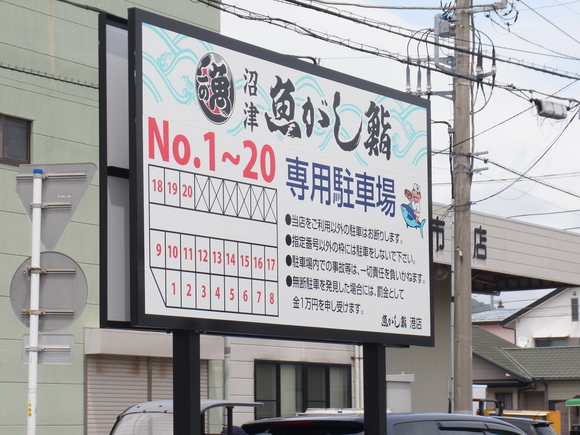 二の魚
沼津
魚がし鮨
No.1~20
専用駐車場
18 19 20
9 10 11 12 13 14 15 16 17
1 2 3 4 5 6 7 8
●当店をご利用以外の駐車はお断りします。
●指定番号以外の枠には駐車をしないで下さい。
●駐車場内での事故等は、一切責任を負いかねます。
●無断駐車を発見した場合には、罰金として
金1万円を申し受けます。
魚がし鮨 港店
市 店